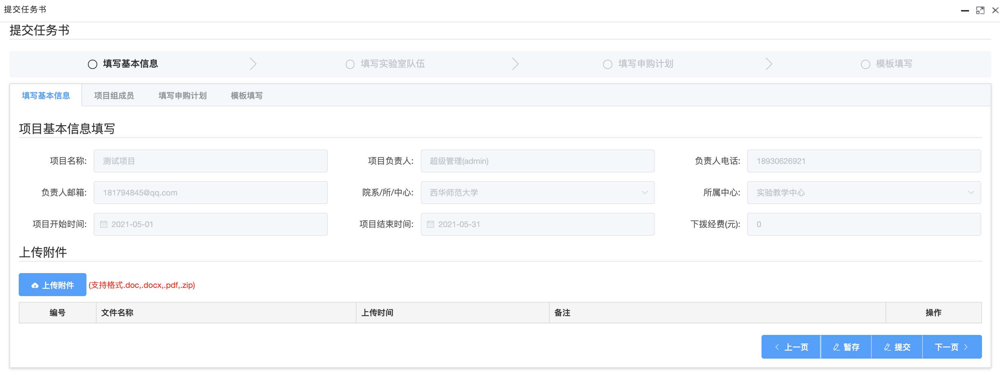 提交任务书
提交任务书
填写基本信息 填写实验室队伍 填写申购计划 模板填写
填写基本信息 项目组成员 填写申购计划 模板填写
项目基本信息填写
项目名称: 测试项目 项目负责人: 超级管理(admin) 负责人电话: 18930626921
负责人邮箱: 181794845@qq.com 院系/所/中心: 西华师范大学 所属中心: 实验教学中心
项目开始时间: 2021-05-01 项目结束时间: 2021-05-31 下拨经费(元): 0
上传附件
上传附件 (支持格式.doc,.docx,.pdf,.zip)
编号 文件名称 上传时间 备注 操作
上一页 暂存 提交 下一页